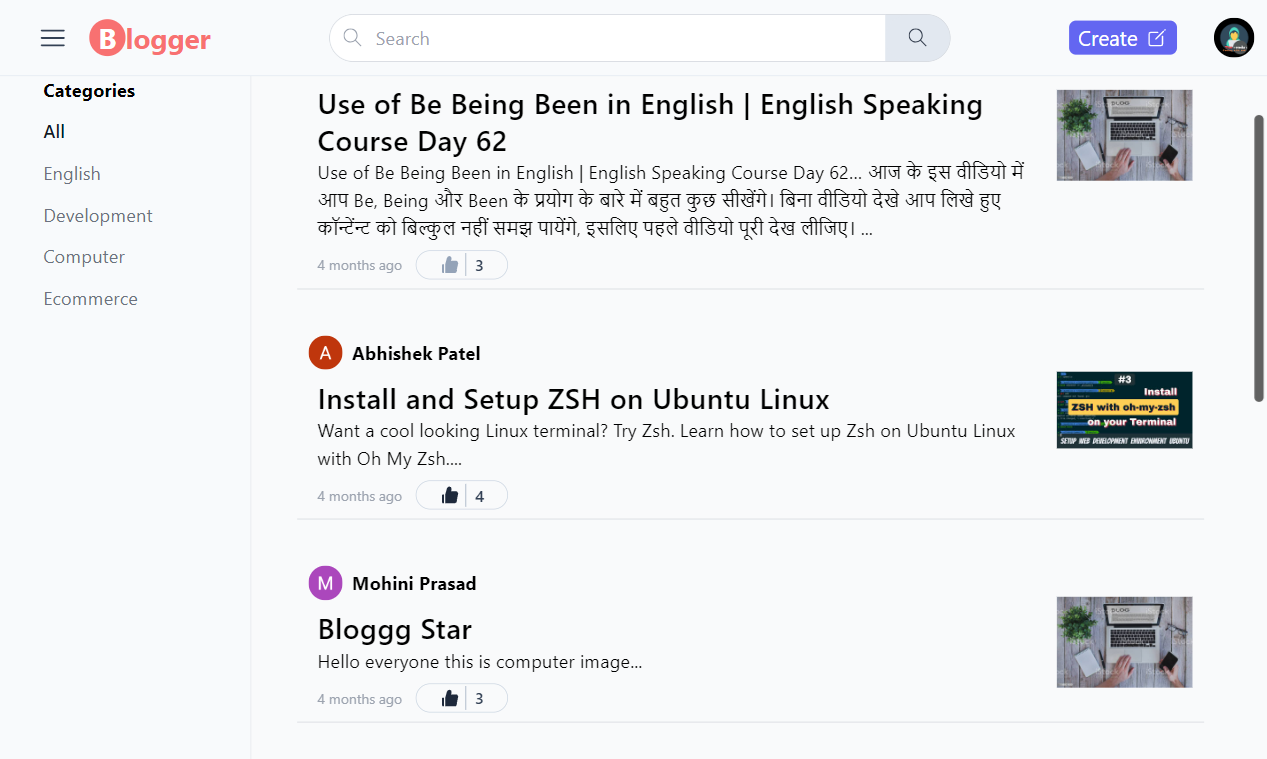 Blogger
Search
Create
Categories
All
English
Development
Computer
Ecommerce
Use of Be Being Been in English | English Speaking
Course Day 62
Use of Be Being Been in English | English Speaking Course Day 62... आज के इस वीडियो में
आप Be, Being और Been के प्रयोग के बारे में बहुत कुछ सीखेंगे। बिना वीडियो देखे आप लिखे हुए
कॉन्टेंन्ट को बिल्कुल नहीं समझ पायेंगे, इसलिए पहले वीडियो पूरी देख लीजिए। ...
4 months ago 3
BLOG
A Abhishek Patel
Install and Setup ZSH on Ubuntu Linux
Want a cool looking Linux terminal? Try Zsh. Learn how to set up Zsh on Ubuntu Linux
with Oh My Zsh....
4 months ago 4
#3
Install
ZSH with oh-my-zsh
on your Terminal
SETUP WEB DEVELOPMENT ENVIRONMENT UBUNTU
M Mohini Prasad
Bloggg Star
Hello everyone this is computer image...
4 months ago 3
BLOG